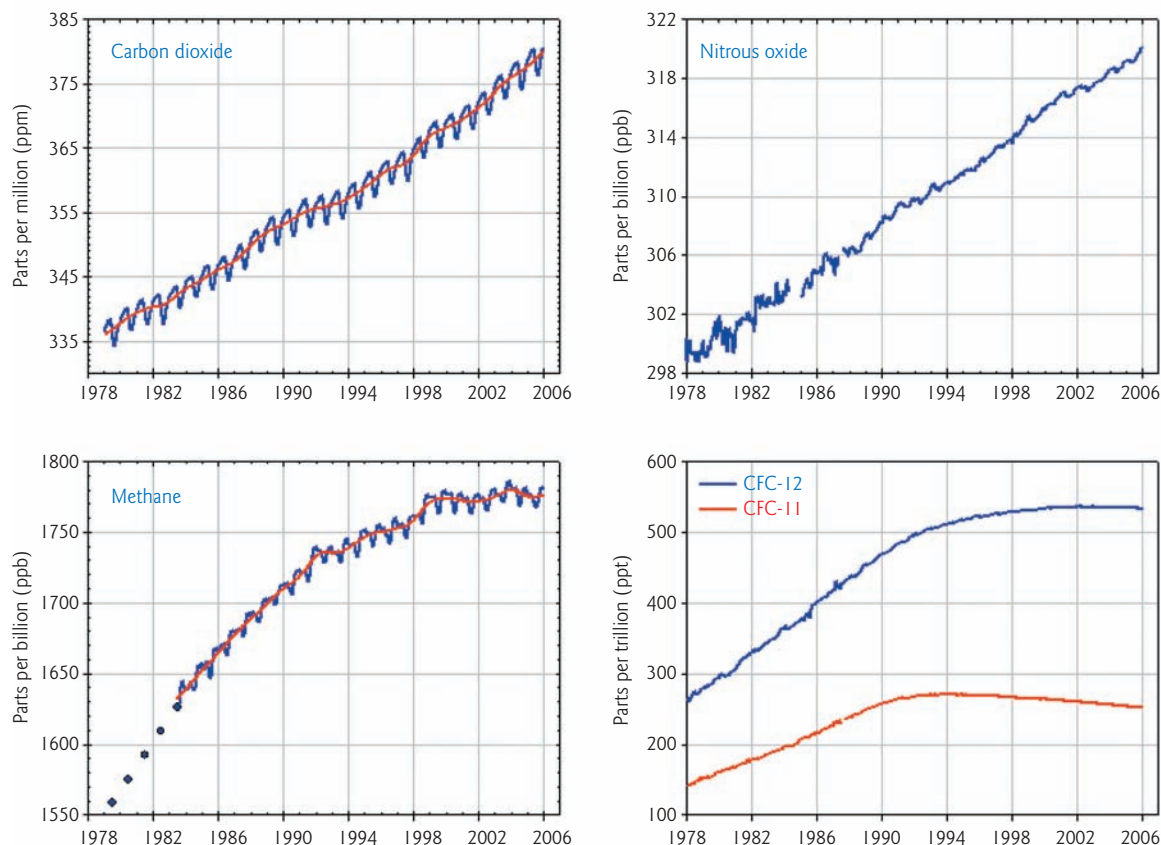 Carbon dioxide
Parts per million (ppm)
385
375
365
355
345
335
1978 1982 1986 1990 1994 1998 2002 2006
Nitrous oxide
Parts per billion (ppb)
322
318
314
310
306
302
298
1978 1982 1986 1990 1994 1998 2002 2006
Methane
Parts per billion (ppb)
1800
1750
1700
1650
1600
1550
1978 1982 1986 1990 1994 1998 2002 2006
CFC-12
CFC-11
Parts per trillion (ppt)
600
500
400
300
200
100
1978 1982 1986 1990 1994 1998 2002 2006